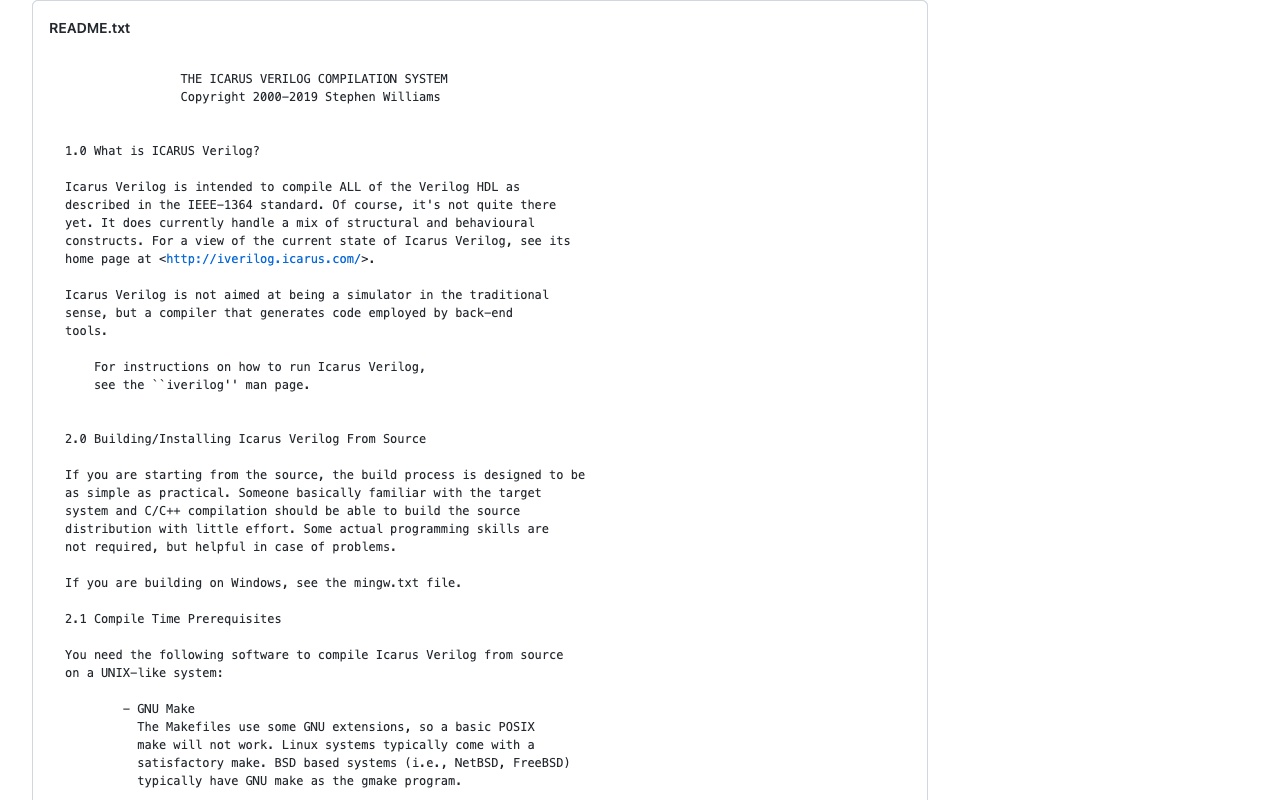 README.txt
THE ICARUS VERILOG COMPILATION SYSTEM
Copyright 2000-2019 Stephen Williams
1.0 What is ICARUS Verilog?
Icarus Verilog is intended to compile ALL of the Verilog HDL as
described in the IEEE-1364 standard. Of course, it's not quite there
yet. It does currently handle a mix of structural and behavioural
constructs. For a view of the current state of Icarus Verilog, see its
home page at <http://iverilog.icarus.com/>.
Icarus Verilog is not aimed at being a simulator in the traditional
sense, but a compiler that generates code employed by back-end
tools.
For instructions on how to run Icarus Verilog,
see the ``iverilog'' man page.
2.0 Building/Installing Icarus Verilog From Source
If you are starting from the source, the build process is designed to be
as simple as practical. Someone basically familiar with the target
system and C/C++ compilation should be able to build the source
distribution with little effort. Some actual programming skills are
not required, but helpful in case of problems.
If you are building on Windows, see the mingw.txt file.
2.1 Compile Time Prerequisites
You need the following software to compile Icarus Verilog from source
on a UNIX-like system:
- GNU Make
The Makefiles use some GNU extensions, so a basic POSIX
make will not work. Linux systems typically come with a
satisfactory make. BSD based systems (i.e., NetBSD, FreeBSD)
typically have GNU make as the gmake program.